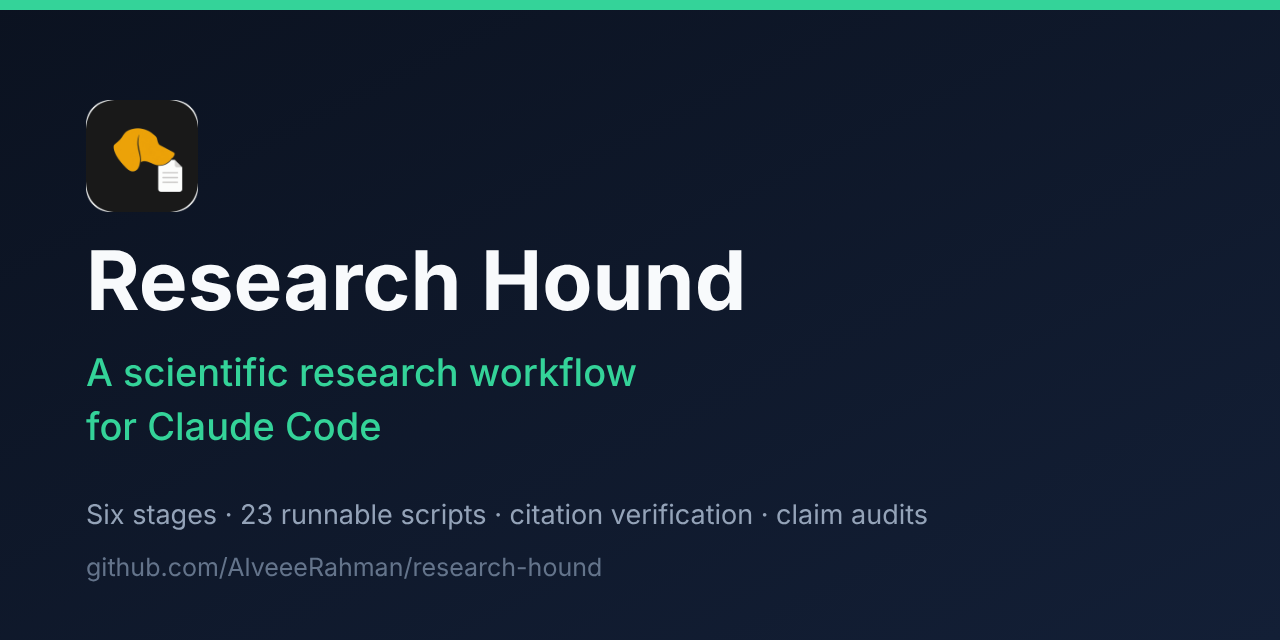 Research Hound
A scientific research workflow
for Claude Code
Six stages · 23 runnable scripts · citation verification · claim audits
github.com/AlveeeRahman/research-hound